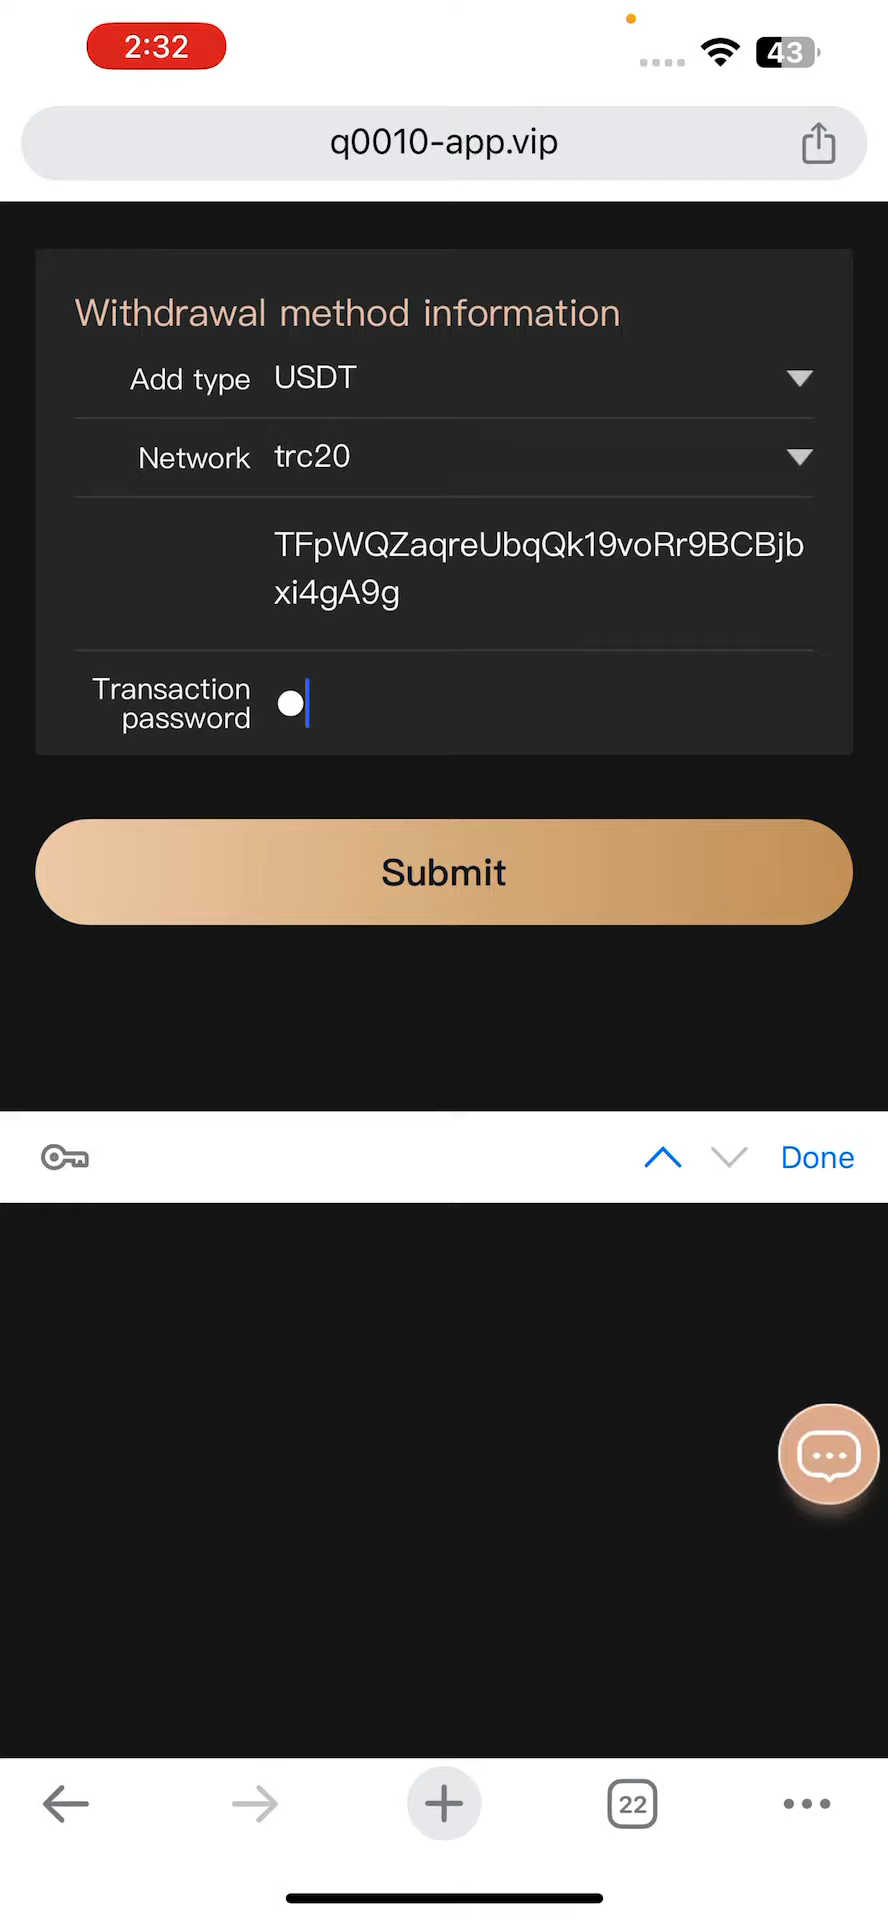 2:32
43
q0010-app.vip
Withdrawal method information
Add type USDT
Network trc20
TFpWQZaqreUbqQk19voRr9BCBjb
xi4gA9g
Transaction
password
Submit
Done
22